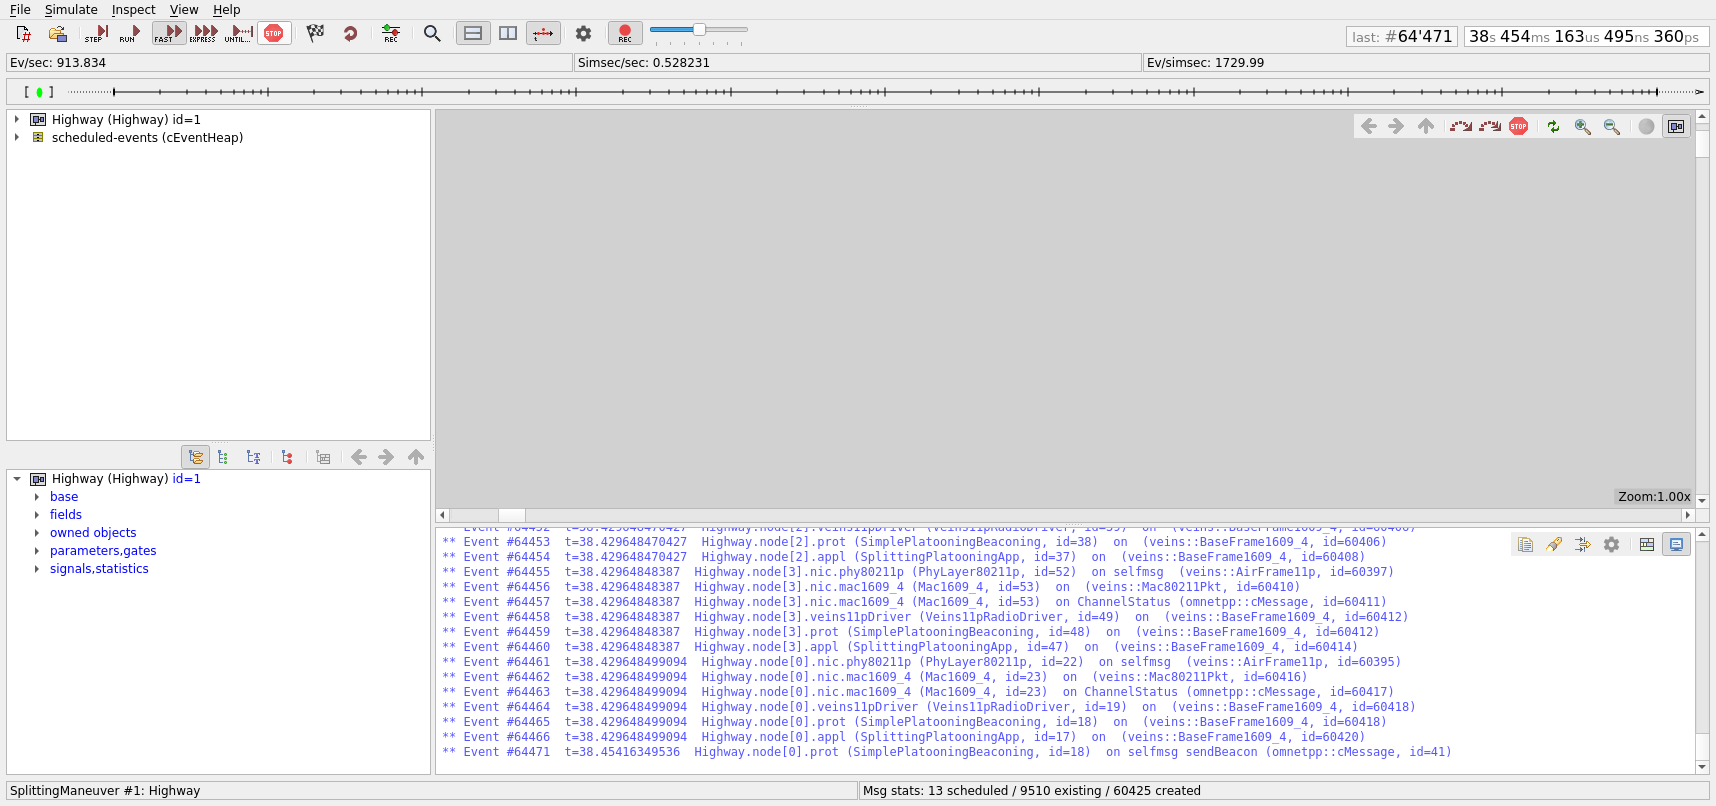 File Simulate Inspect View Help
STEP RUN FAST EXPRESS UNTIL... STOP REC REC last: #64'471 38s 454ms 163us 495ns 360ps
Ev/sec: 913.834 Simsec/sec: 0.528231 Ev/simsec: 1729.99
Highway (Highway) id=1
scheduled-events (cEventHeap)
STOP
Zoom:1.00x
Highway (Highway) id=1
base
fields
owned objects
parameters,gates
signals,statistics
** Event #64452 t=38.429648470427 Highway.node[2].veins11pDriver (Veins11pRadioDriver, id=39) on (veins::BaseFrame1609_4, id=60406)
** Event #64453 t=38.429648470427 Highway.node[2].prot (SimplePlatooningBeaconing, id=38) on (veins::BaseFrame1609_4, id=60406)
** Event #64454 t=38.429648470427 Highway.node[2].appl (SplittingPlatooningApp, id=37) on (veins::BaseFrame1609_4, id=60408)
** Event #64455 t=38.42964848387 Highway.node[3].nic.phy80211p (PhyLayer80211p, id=52) on selfmsg (veins::AirFrame11p, id=60397)
** Event #64456 t=38.42964848387 Highway.node[3].nic.mac1609_4 (Mac1609_4, id=53) on (veins::Mac80211Pkt, id=60410)
** Event #64457 t=38.42964848387 Highway.node[3].nic.mac1609_4 (Mac1609_4, id=53) on ChannelStatus (omnetpp::cMessage, id=60411)
** Event #64458 t=38.42964848387 Highway.node[3].veins11pDriver (Veins11pRadioDriver, id=49) on (veins::BaseFrame1609_4, id=60412)
** Event #64459 t=38.42964848387 Highway.node[3].prot (SimplePlatooningBeaconing, id=48) on (veins::BaseFrame1609_4, id=60412)
** Event #64460 t=38.42964848387 Highway.node[3].appl (SplittingPlatooningApp, id=47) on (veins::BaseFrame1609_4, id=60414)
** Event #64461 t=38.429648499094 Highway.node[0].nic.phy80211p (PhyLayer80211p, id=22) on selfmsg (veins::AirFrame11p, id=60395)
** Event #64462 t=38.429648499094 Highway.node[0].nic.mac1609_4 (Mac1609_4, id=23) on (veins::Mac80211Pkt, id=60416)
** Event #64463 t=38.429648499094 Highway.node[0].nic.mac1609_4 (Mac1609_4, id=23) on ChannelStatus (omnetpp::cMessage, id=60417)
** Event #64464 t=38.429648499094 Highway.node[0].veins11pDriver (Veins11pRadioDriver, id=19) on (veins::BaseFrame1609_4, id=60418)
** Event #64465 t=38.429648499094 Highway.node[0].prot (SimplePlatooningBeaconing, id=18) on (veins::BaseFrame1609_4, id=60418)
** Event #64466 t=38.429648499094 Highway.node[0].appl (SplittingPlatooningApp, id=17) on (veins::BaseFrame1609_4, id=60420)
** Event #64471 t=38.45416349536 Highway.node[0].prot (SimplePlatooningBeaconing, id=18) on selfmsg sendBeacon (omnetpp::cMessage, id=41)
SplittingManeuver #1: Highway Msg stats: 13 scheduled / 9510 existing / 60425 created